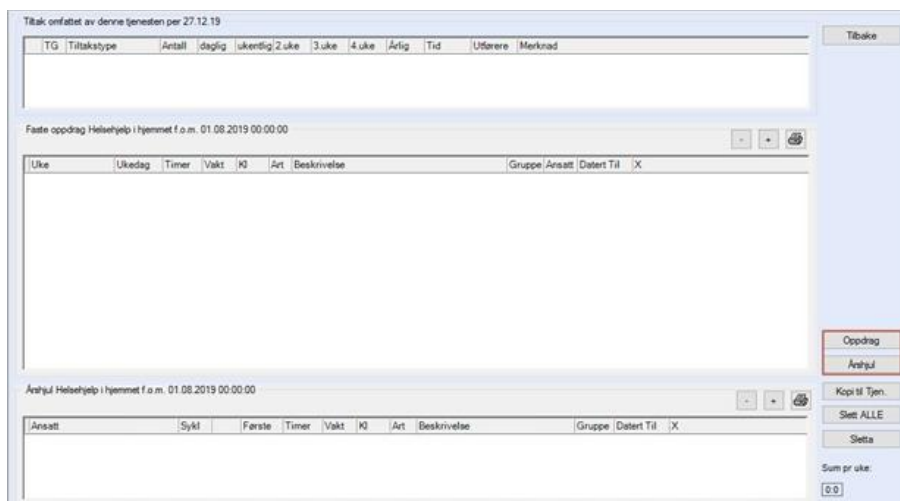 Tiltak omfattet av denne tjenesten per 27.12.19
Tilbake
TG Tiltakstype Antall daglig ukentlig 2.uke 3.uke 4.uke Årlig Tid Utførere Merknad
Faste oppdrag Helsehjelp i hjemmet f.o.m. 01.08.2019 00:00:00
- +
Uke Ukedag Timer Vakt Kl Art Beskrivelse Gruppe Ansatt Datert Til X
Oppdrag
Årshjul
Årshjul Helsehjelp i hjemmet f.o.m. 01.08.2019 00:00:00
- +
Kopi til Tjen.
Slett ALLE
Ansatt Sykl Første Timer Vakt Kl Art Beskrivelse Gruppe Datert Til X
Sletta
Sum pr uke:
0:0